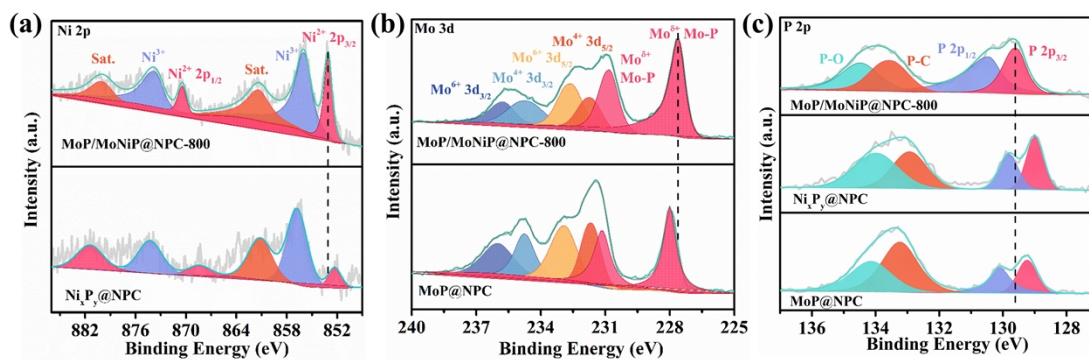 (a)
Ni 2p
Sat.
Ni³⁺
Ni²⁺ 2p₁/₂
Sat.
Ni³⁺
Ni²⁺ 2p₃/₂
MoP/MoNiP@NPC-800
NiₓPᵧ@NPC
Intensity (a.u.)
882 876 870 864 858 852
Binding Energy (eV)
(b)
Mo 3d
Mo⁶⁺ 3d₃/₂
Mo⁴⁺ 3d₃/₂
Mo⁶⁺ 3d₅/₂
Mo⁴⁺ 3d₅/₂
Mo^δ⁺
Mo-P
Mo^δ⁺
Mo-P
MoP/MoNiP@NPC-800
MoP@NPC
Intensity (a.u.)
240 237 234 231 228 225
Binding Energy (eV)
(c)
P 2p
P-O
P-C
P 2p₁/₂
P 2p₃/₂
MoP/MoNiP@NPC-800
NiₓPᵧ@NPC
MoP@NPC
Intensity (a.u.)
136 134 132 130 128
Binding Energy (eV)